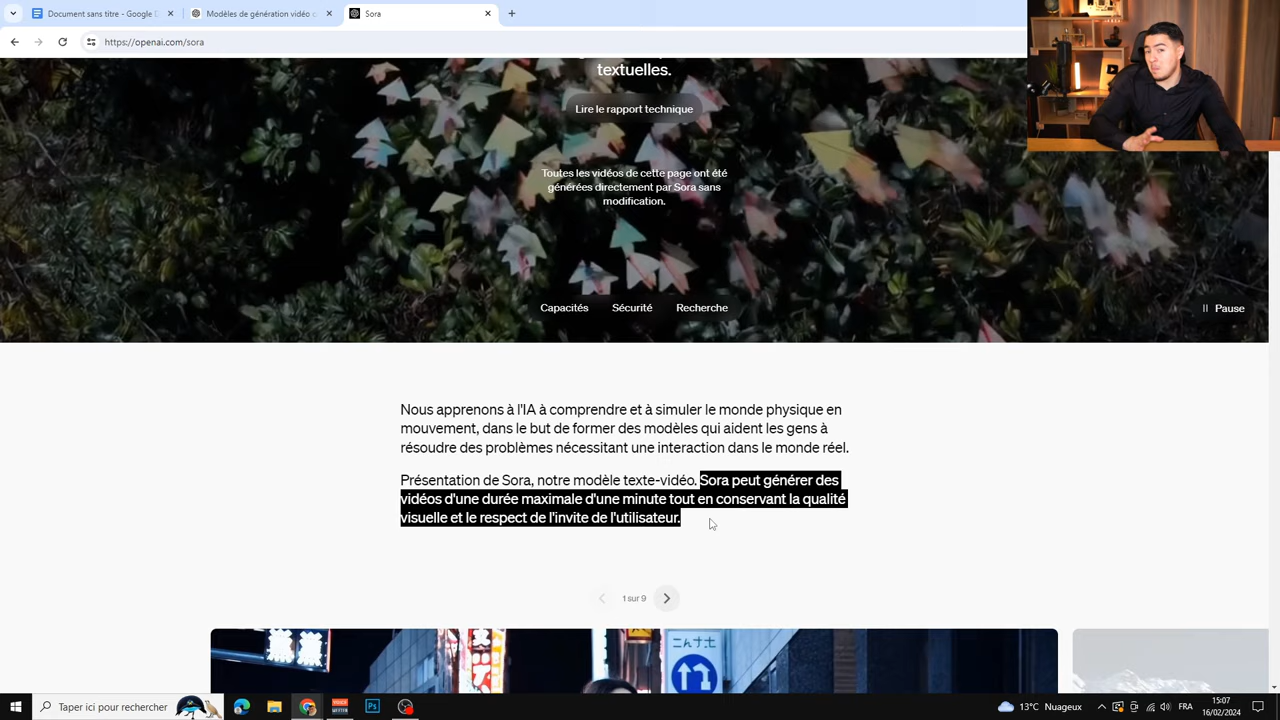 Document sans titre - Google D
Modèles de génération vidéo c
Sora
https://openai.com/sora
textuelles.
Lire le rapport technique
Toutes les vidéos de cette page ont été
générées directement par Sora sans
modification.
Capacités Sécurité Recherche
Pause
Nous apprenons à l'IA à comprendre et à simuler le monde physique en
mouvement, dans le but de former des modèles qui aident les gens à
résoudre des problèmes nécessitant une interaction dans le monde réel.
Présentation de Sora, notre modèle texte-vidéo. Sora peut générer des
vidéos d'une durée maximale d'une minute tout en conservant la qualité
visuelle et le respect de l'invite de l'utilisateur.
1 sur 9
Taper ici pour rechercher
Ps
13°C Nuageux
FRA
15:07
16/02/2024